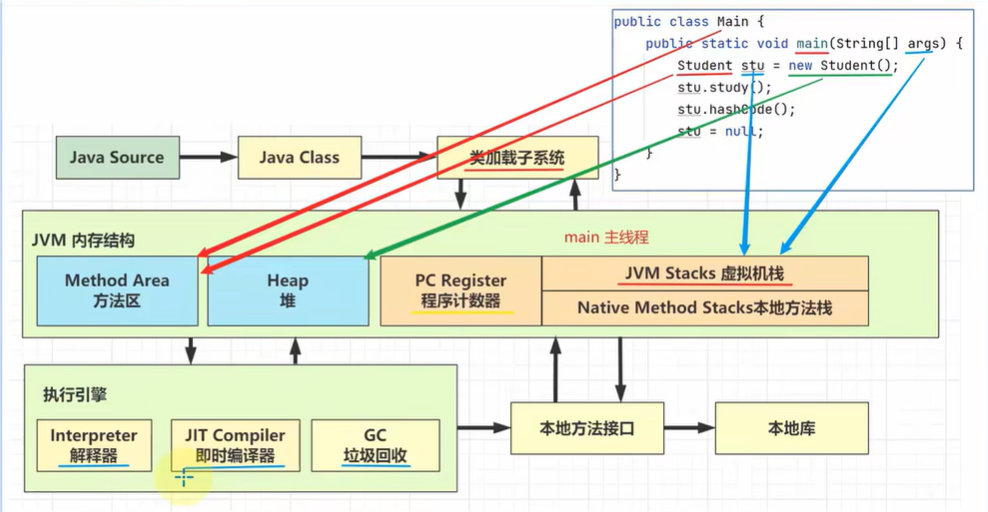 public class Main {
public static void main(String[] args) {
Student stu = new Student();
stu.study();
stu.hashCode();
stu = null;
}
}
Java Source
Java Class
类加载子系统
JVM 内存结构
main 主线程
Method Area
方法区
Heap
堆
PC Register
程序计数器
JVM Stacks 虚拟机栈
Native Method Stacks本地方法栈
执行引擎
Interpreter
解释器
JIT Compiler
即时编译器
GC
垃圾回收
本地方法接口
本地库